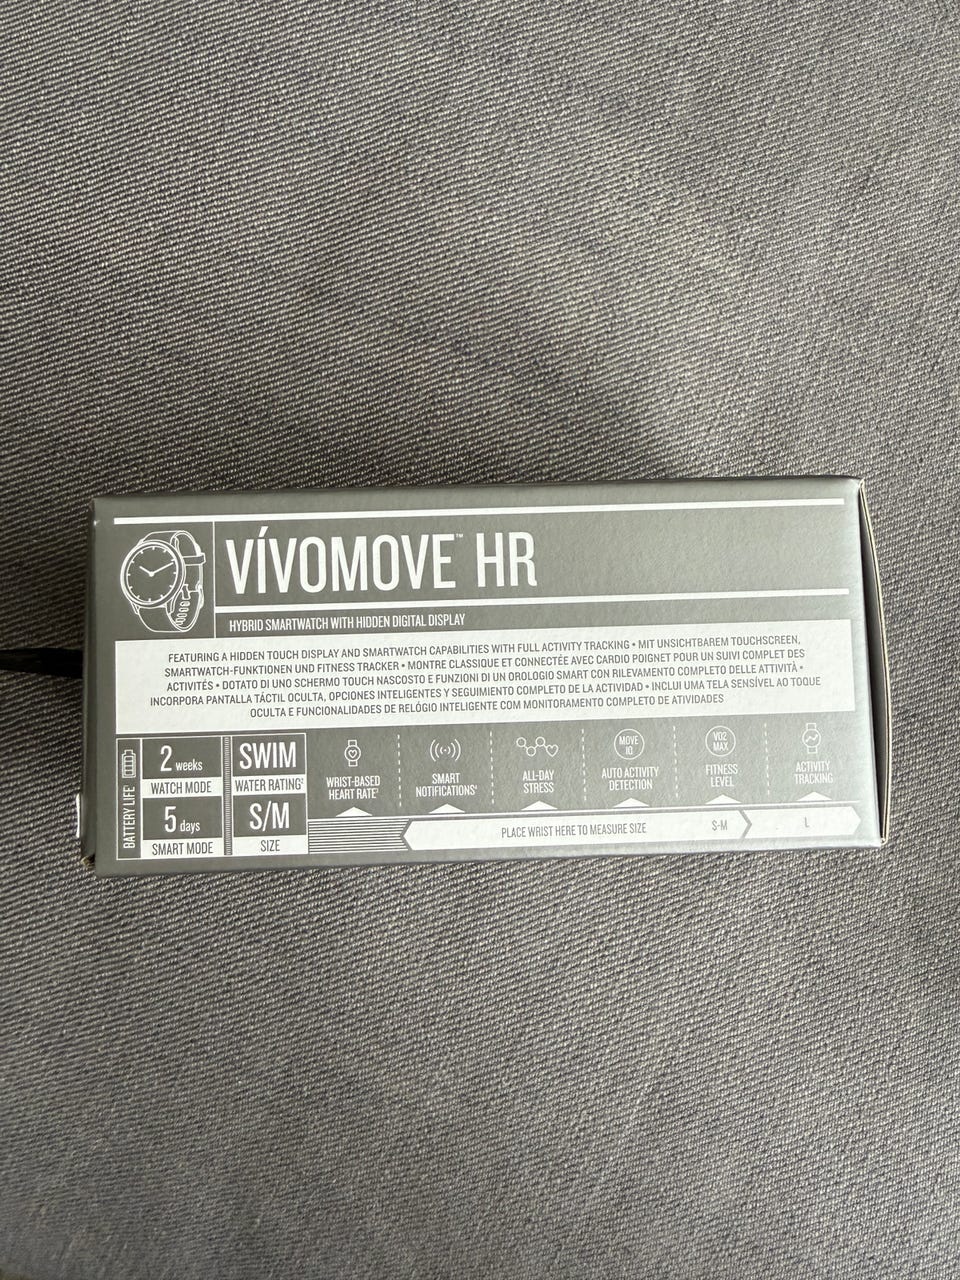 VÍVOMOVE™ HR
HYBRID SMARTWATCH WITH HIDDEN DIGITAL DISPLAY
FEATURING A HIDDEN TOUCH DISPLAY AND SMARTWATCH CAPABILITIES WITH FULL ACTIVITY TRACKING • MIT UNSICHTBAREM TOUCHSCREEN,
SMARTWATCH-FUNKTIONEN UND FITNESS TRACKER • MONTRE CLASSIQUE ET CONNECTÉE AVEC CARDIO POIGNET POUR UN SUIVI COMPLET DES
ACTIVITÉS • DOTATO DI UNO SCHERMO TOUCH NASCOSTO E FUNZIONI DI UN OROLOGIO SMART CON RILEVAMENTO COMPLETO DELLE ATTIVITÀ •
INCORPORA PANTALLA TÁCTIL OCULTA, OPCIONES INTELIGENTES Y SEGUIMIENTO COMPLETO DE LA ACTIVIDAD • INCLUI UMA TELA SENSÍVEL AO TOQUE
OCULTA E FUNCIONALIDADES DE RELÓGIO INTELIGENTE COM MONITORAMENTO COMPLETO DE ATIVIDADES
BATTERY LIFE
2 weeks
WATCH MODE
5 days
SMART MODE
SWIM
WATER RATING
S/M
SIZE
WRIST-BASED
HEART RATE
SMART
NOTIFICATIONS
ALL-DAY
STRESS
MOVE
IQ
AUTO ACTIVITY
DETECTION
VO2
MAX
FITNESS
LEVEL
ACTIVITY
TRACKING
PLACE WRIST HERE TO MEASURE SIZE
S-M
L